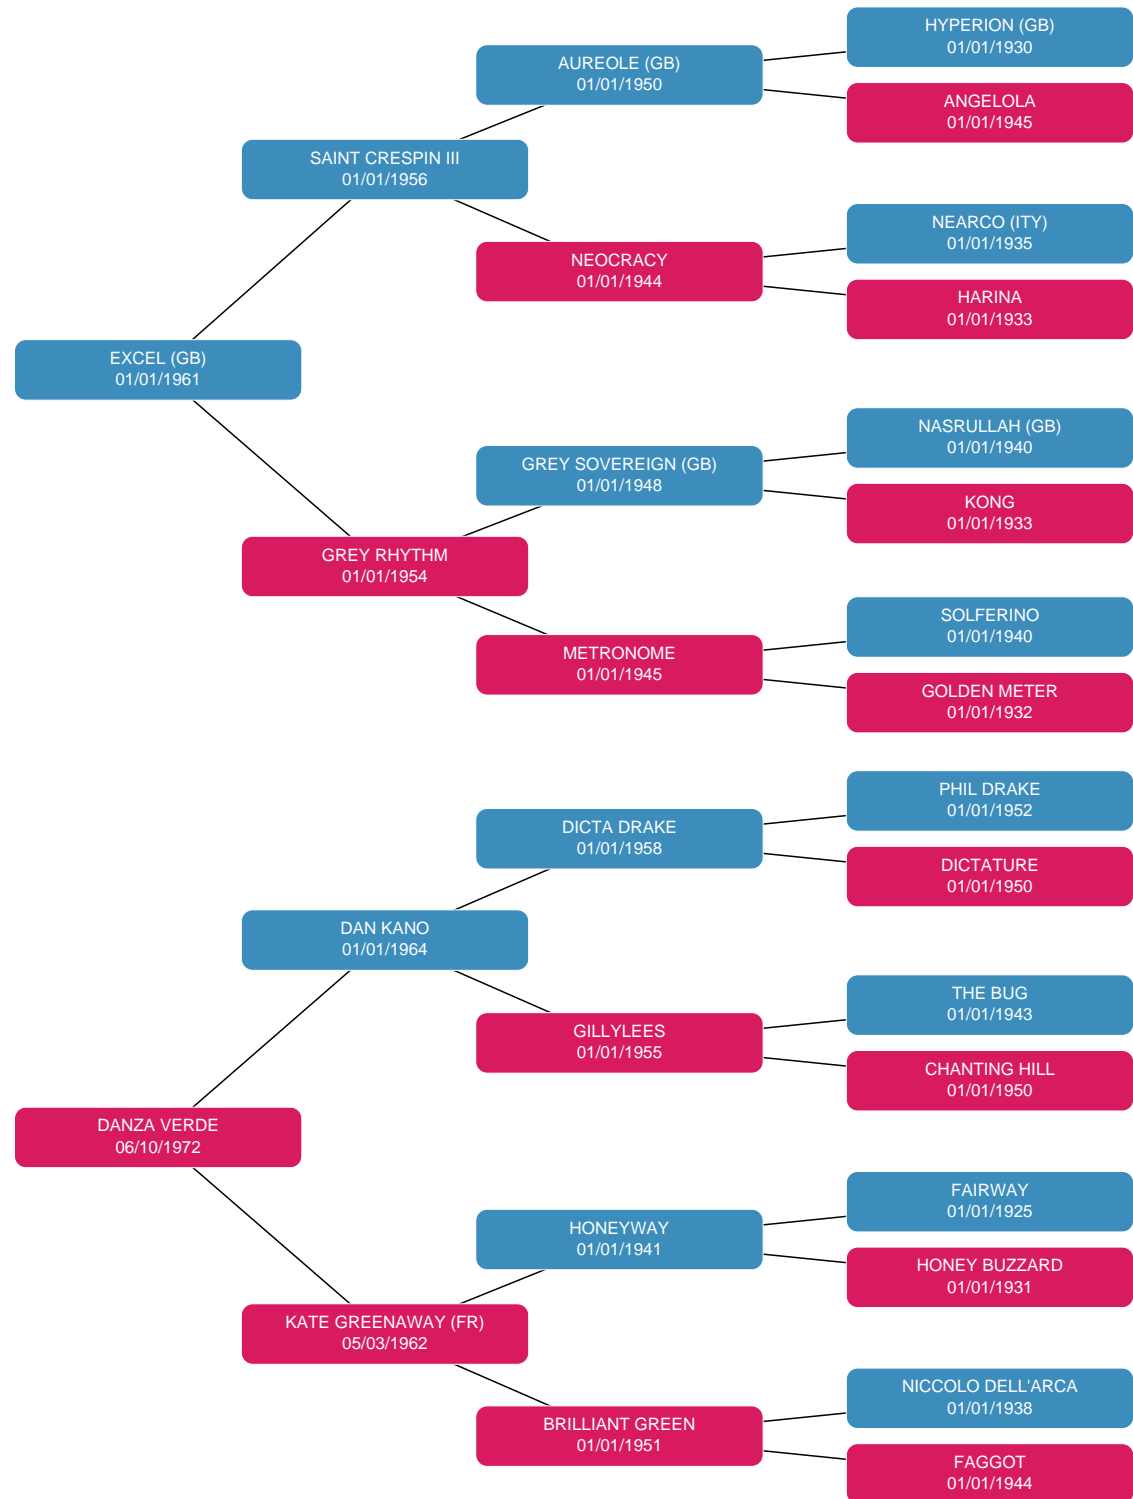 HYPERION (GB)
01/01/1930
AUREOLE (GB)
01/01/1950
ANGELOLA
01/01/1945
SAINT CRESPIN III
01/01/1956
NEARCO (ITY)
01/01/1935
NEOCRACY
01/01/1944
HARINA
01/01/1933
EXCEL (GB)
01/01/1961
NASRULLAH (GB)
01/01/1940
GREY SOVEREIGN (GB)
01/01/1948
KONG
01/01/1933
GREY RHYTHM
01/01/1954
SOLFERINO
01/01/1940
METRONOME
01/01/1945
GOLDEN METER
01/01/1932
PHIL DRAKE
01/01/1952
DICTA DRAKE
01/01/1958
DICTATURE
01/01/1950
DAN KANO
01/01/1964
THE BUG
01/01/1943
GILLYLEES
01/01/1955
CHANTING HILL
01/01/1950
DANZA VERDE
06/10/1972
FAIRWAY
01/01/1925
HONEYWAY
01/01/1941
HONEY BUZZARD
01/01/1931
KATE GREENAWAY (FR)
05/03/1962
NICCOLO DELL'ARCA
01/01/1938
BRILLIANT GREEN
01/01/1951
FAGGOT
01/01/1944